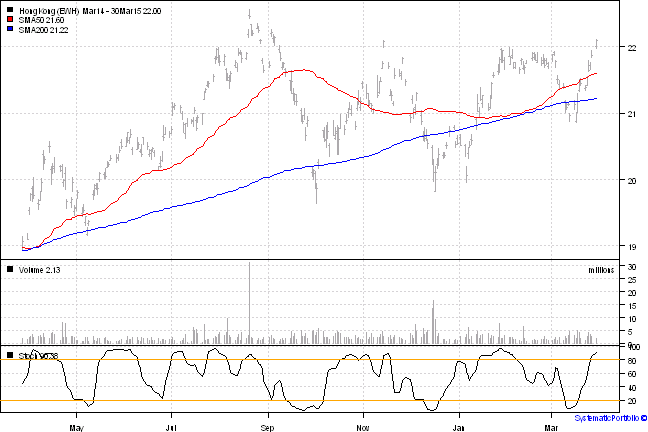 Hong Kong (EWH) Mar14 - 30Mar15 22.00
SMA50 21.60
SMA200 21.22
22
21
20
19
Volume 2.13
millions
30
25
20
15
10
5
0
100
80
60
40
20
May
Jul
Sep
Nov
Jan
Mar
SystematicPortfolio ©